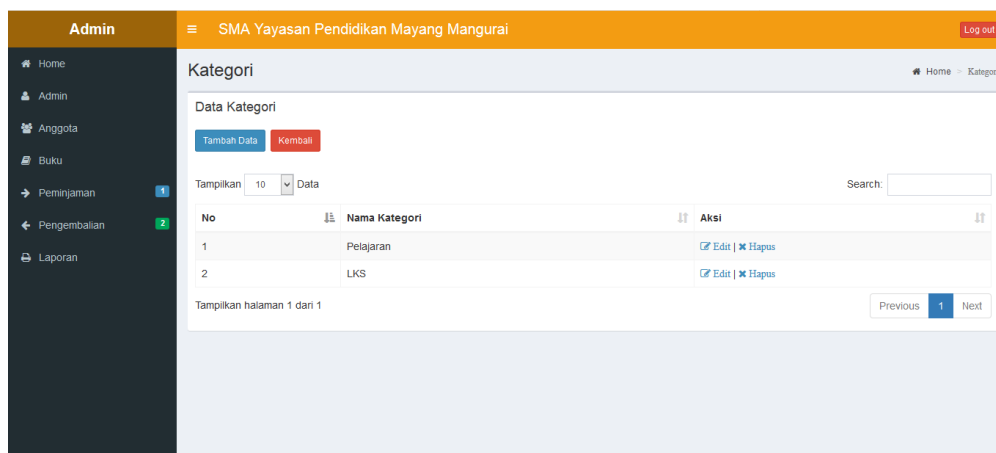 Admin
SMA Yayasan Pendidikan Mayang Mangurai
Log out
Home
Admin
Anggota
Buku
Peminjaman 1
Pengembalian 2
Laporan
Kategori
Home > Kategor
Data Kategori
Tambah Data Kembali
Tampilkan 10 Data
Search:
No Nama Kategori Aksi
1 Pelajaran Edit | Hapus
2 LKS Edit | Hapus
Tampilkan halaman 1 dari 1
Previous 1 Next